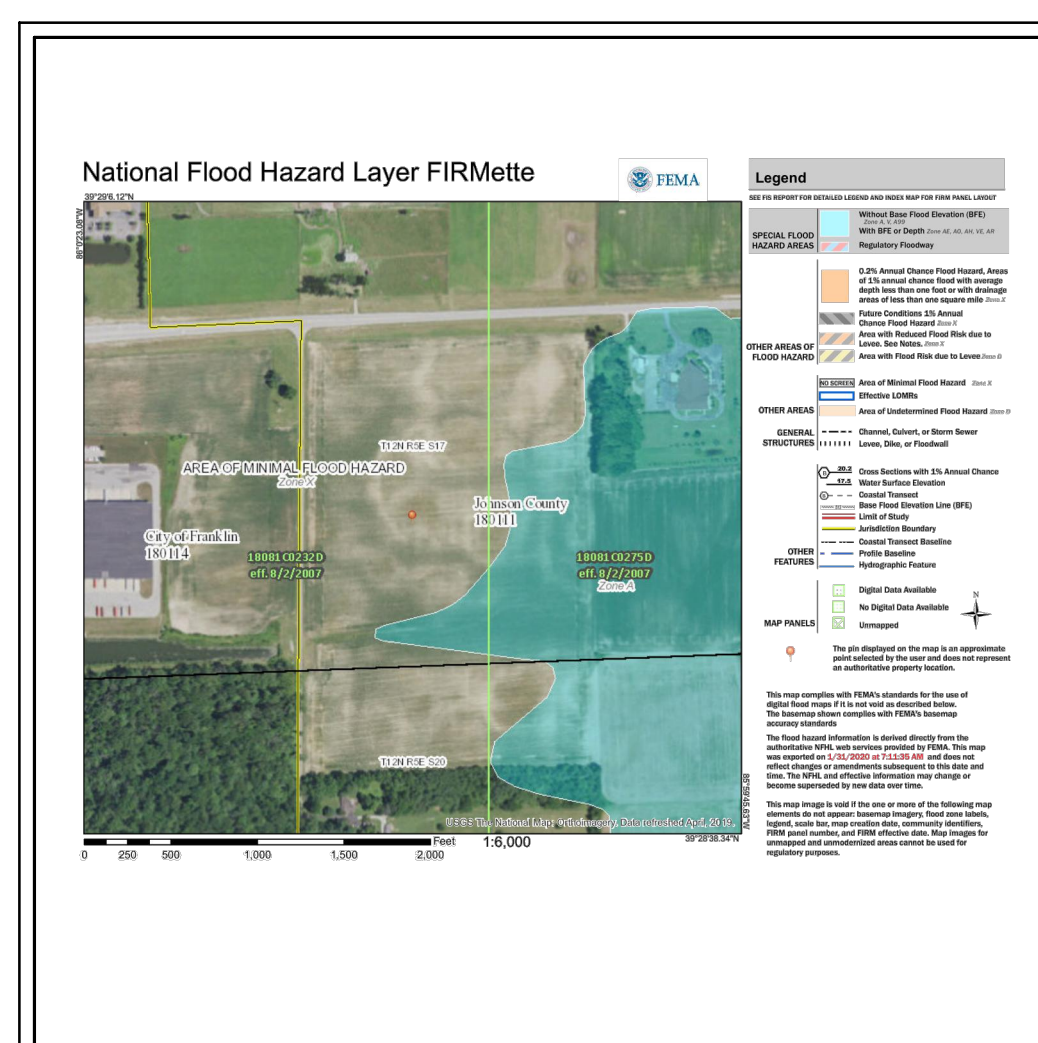 National Flood Hazard Layer FIRMette
FEMA
39°29'6.12"N
86°0'23.08"W
T12N R5E S17
AREA OF MINIMAL FLOOD HAZARD
Zone X
Johnson County
180111
City of Franklin
180114
18081C0232D
eff. 8/2/2007
18081C0275D
eff. 8/2/2007
Zone A
T12N R5E S20
USGS The National Map: Orthoimagery. Data refreshed April, 2019.
85°59'45.63"W
39°28'38.34"N
0 250 500 1,000 1,500 2,000 Feet 1:6,000
Legend
SEE FIS REPORT FOR DETAILED LEGEND AND INDEX MAP FOR FIRM PANEL LAYOUT
SPECIAL FLOOD
HAZARD AREAS
Without Base Flood Elevation (BFE)
Zone A, V, A99
With BFE or Depth Zone AE, AO, AH, VE, AR
Regulatory Floodway
OTHER AREAS OF
FLOOD HAZARD
0.2% Annual Chance Flood Hazard, Areas
of 1% annual chance flood with average
depth less than one foot or with drainage
areas of less than one square mile Zone X
Future Conditions 1% Annual
Chance Flood Hazard Zone X
Area with Reduced Flood Risk due to
Levee. See Notes. Zone X
Area with Flood Risk due to Levee Zone D
OTHER AREAS
NO SCREEN Area of Minimal Flood Hazard Zone X
Effective LOMRs
Area of Undetermined Flood Hazard Zone D
GENERAL
STRUCTURES
Channel, Culvert, or Storm Sewer
Levee, Dike, or Floodwall
OTHER
FEATURES
B 20.2 Cross Sections with 1% Annual Chance
17.5 Water Surface Elevation
8 Coastal Transect
513 Base Flood Elevation Line (BFE)
Limit of Study
Jurisdiction Boundary
Coastal Transect Baseline
Profile Baseline
Hydrographic Feature
MAP PANELS
Digital Data Available
No Digital Data Available
Unmapped
N
The pin displayed on the map is an approximate
point selected by the user and does not represent
an authoritative property location.
This map complies with FEMA's standards for the use of
digital flood maps if it is not void as described below.
The basemap shown complies with FEMA's basemap
accuracy standards
The flood hazard information is derived directly from the
authoritative NFHL web services provided by FEMA. This map
was exported on 1/31/2020 at 7:11:35 AM and does not
reflect changes or amendments subsequent to this date and
time. The NFHL and effective information may change or
become superseded by new data over time.
This map image is void if the one or more of the following map
elements do not appear: basemap imagery, flood zone labels,
legend, scale bar, map creation date, community identifiers,
FIRM panel number, and FIRM effective date. Map images for
unmapped and unmodernized areas cannot be used for
regulatory purposes.